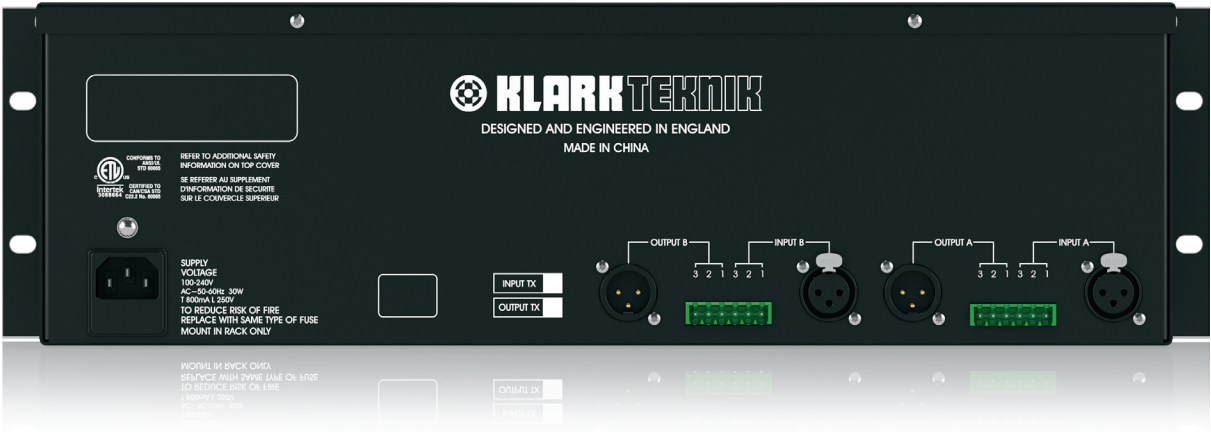 KLARK TEKNIK
DESIGNED AND ENGINEERED IN ENGLAND
MADE IN CHINA
CONFORMS TO
ANSI/UL
STD 60065
ETL
C US
Intertek
3088664
CERTIFIED TO
CAN/CSA STD
C22.2 No. 60065
REFER TO ADDITIONAL SAFETY
INFORMATION ON TOP COVER
SE REFERER AU SUPPLEMENT
D'INFORMATION DE SECURITE
SUR LE COUVERCLE SUPERIEUR
SUPPLY
VOLTAGE
100-240V
AC~50-60Hz 30W
T 800mA L 250V
TO REDUCE RISK OF FIRE
REPLACE WITH SAME TYPE OF FUSE
MOUNT IN RACK ONLY
INPUT TX
OUTPUT TX
OUTPUT B
3 2 1
INPUT B
3 2 1
OUTPUT A
3 2 1
INPUT A
3 2 1